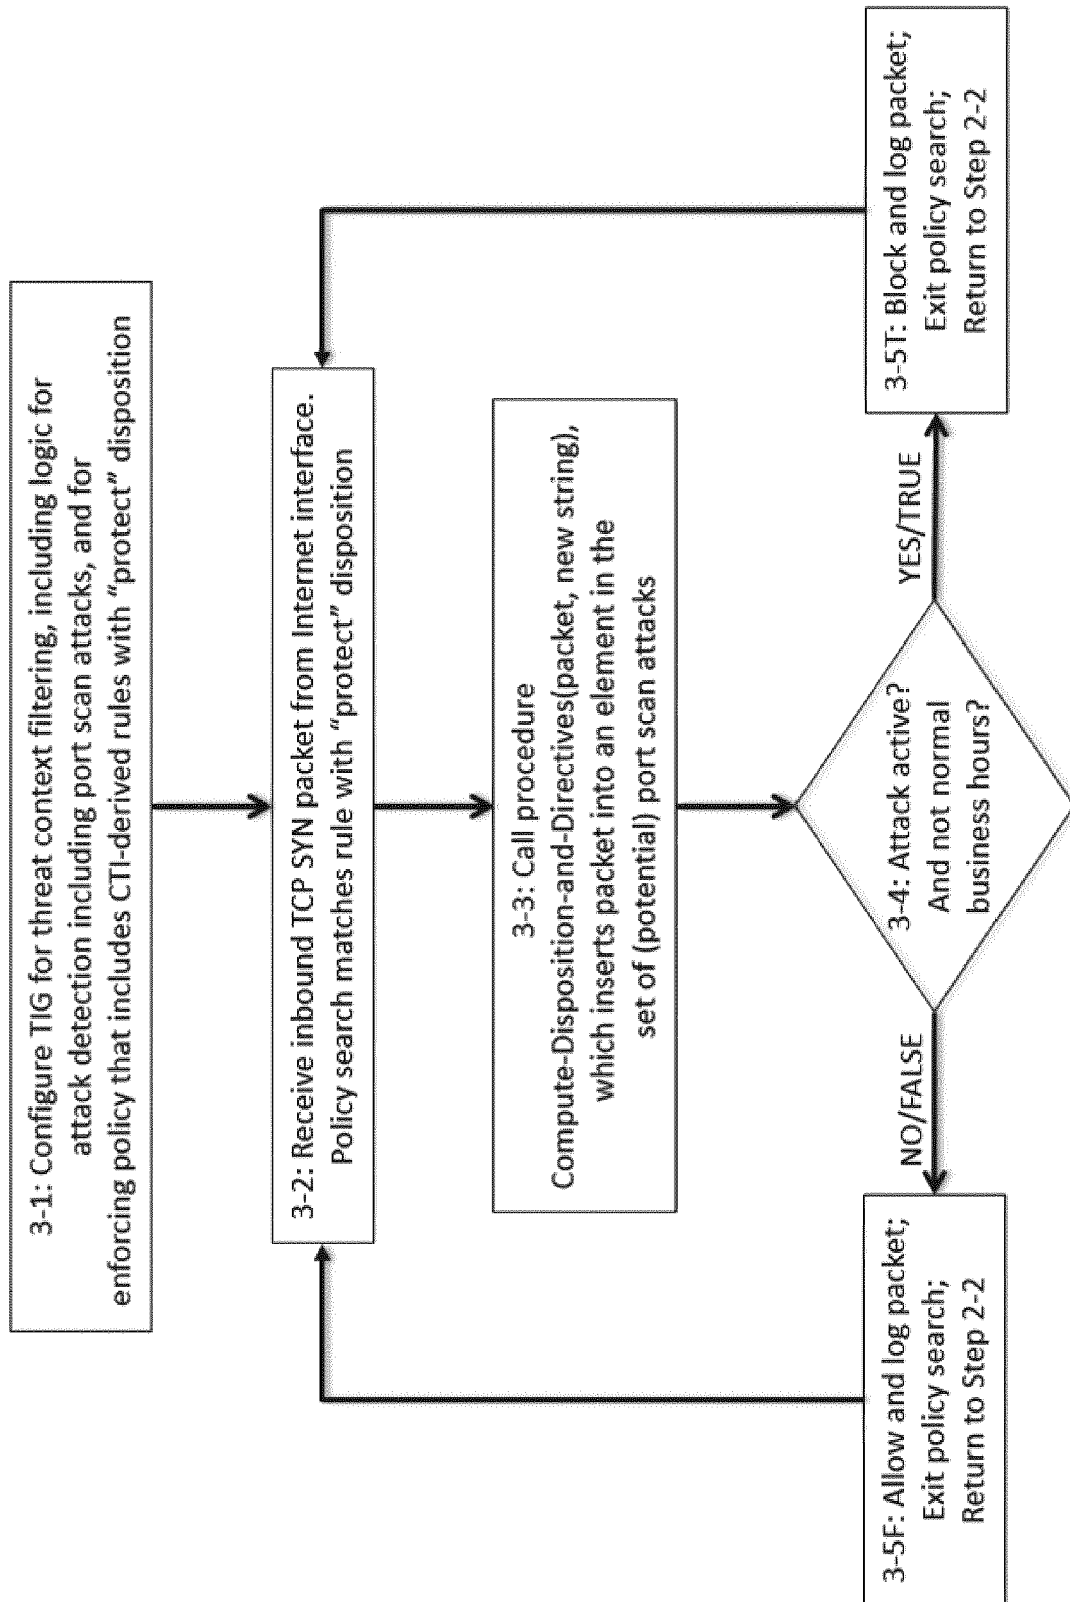 3-1: Configure TIG for threat context filtering, including logic for
attack detection including port scan attacks, and for
enforcing policy that includes CTI-derived rules with “protect” disposition
3-2: Receive inbound TCP SYN packet from Internet interface.
Policy search matches rule with “protect” disposition
3-3: Call procedure
Compute-Disposition-and-Directives(packet, new string),
which inserts packet into an element in the
set of (potential) port scan attacks
3-4: Attack active?
And not normal
business hours?
NO/FALSE
YES/TRUE
3-5F: Allow and log packet;
Exit policy search;
Return to Step 2-2
3-5T: Block and log packet;
Exit policy search;
Return to Step 2-2